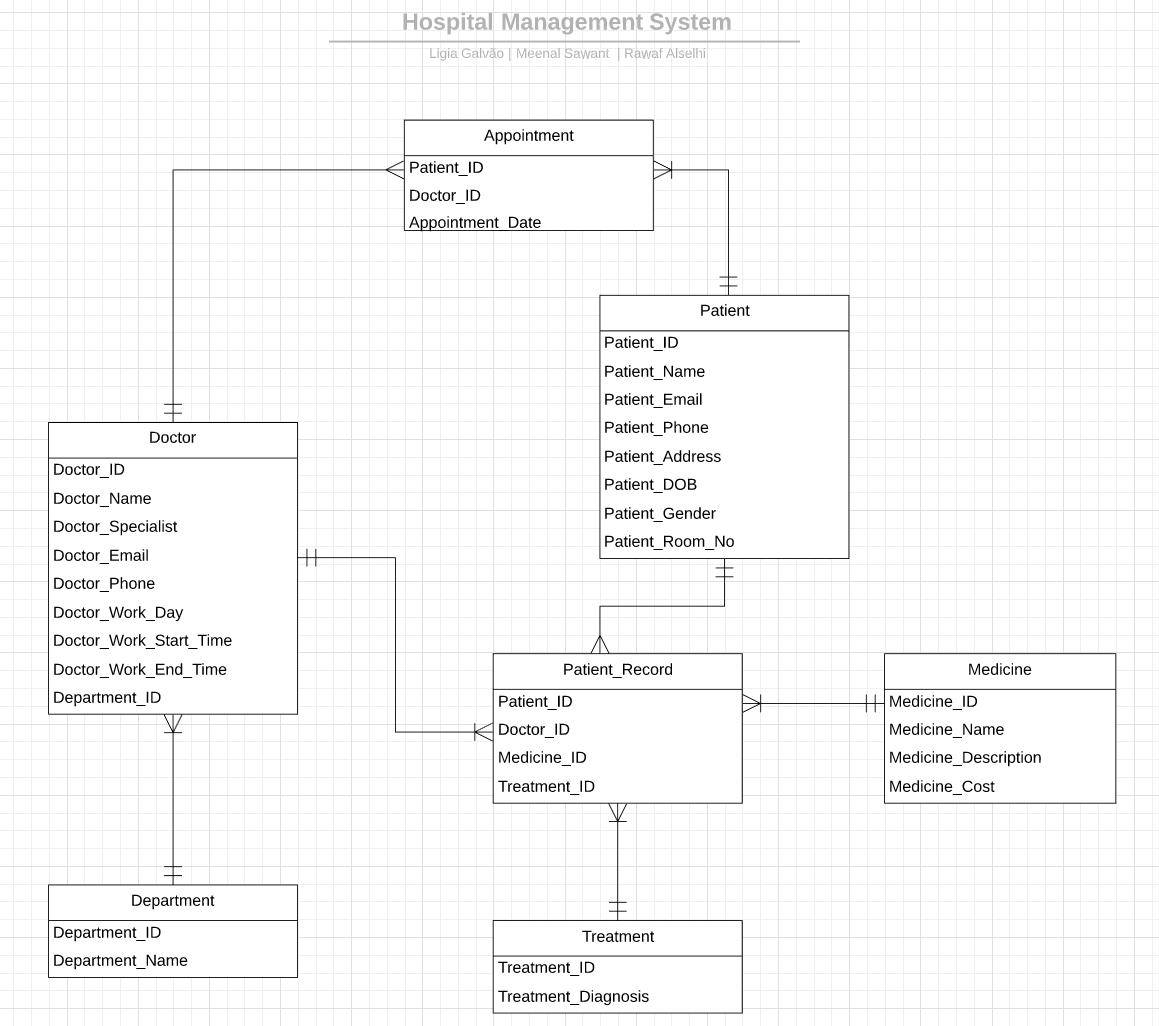 Hospital Management System
Ligia Galvão | Meenal Sawant | Rawaf Alselhi
Appointment
Patient_ID
Doctor_ID
Appointment_Date
Patient
Patient_ID
Patient_Name
Patient_Email
Patient_Phone
Patient_Address
Patient_DOB
Patient_Gender
Patient_Room_No
Doctor
Doctor_ID
Doctor_Name
Doctor_Specialist
Doctor_Email
Doctor_Phone
Doctor_Work_Day
Doctor_Work_Start_Time
Doctor_Work_End_Time
Department_ID
Patient_Record
Patient_ID
Doctor_ID
Medicine_ID
Treatment_ID
Medicine
Medicine_ID
Medicine_Name
Medicine_Description
Medicine_Cost
Department
Department_ID
Department_Name
Treatment
Treatment_ID
Treatment_Diagnosis